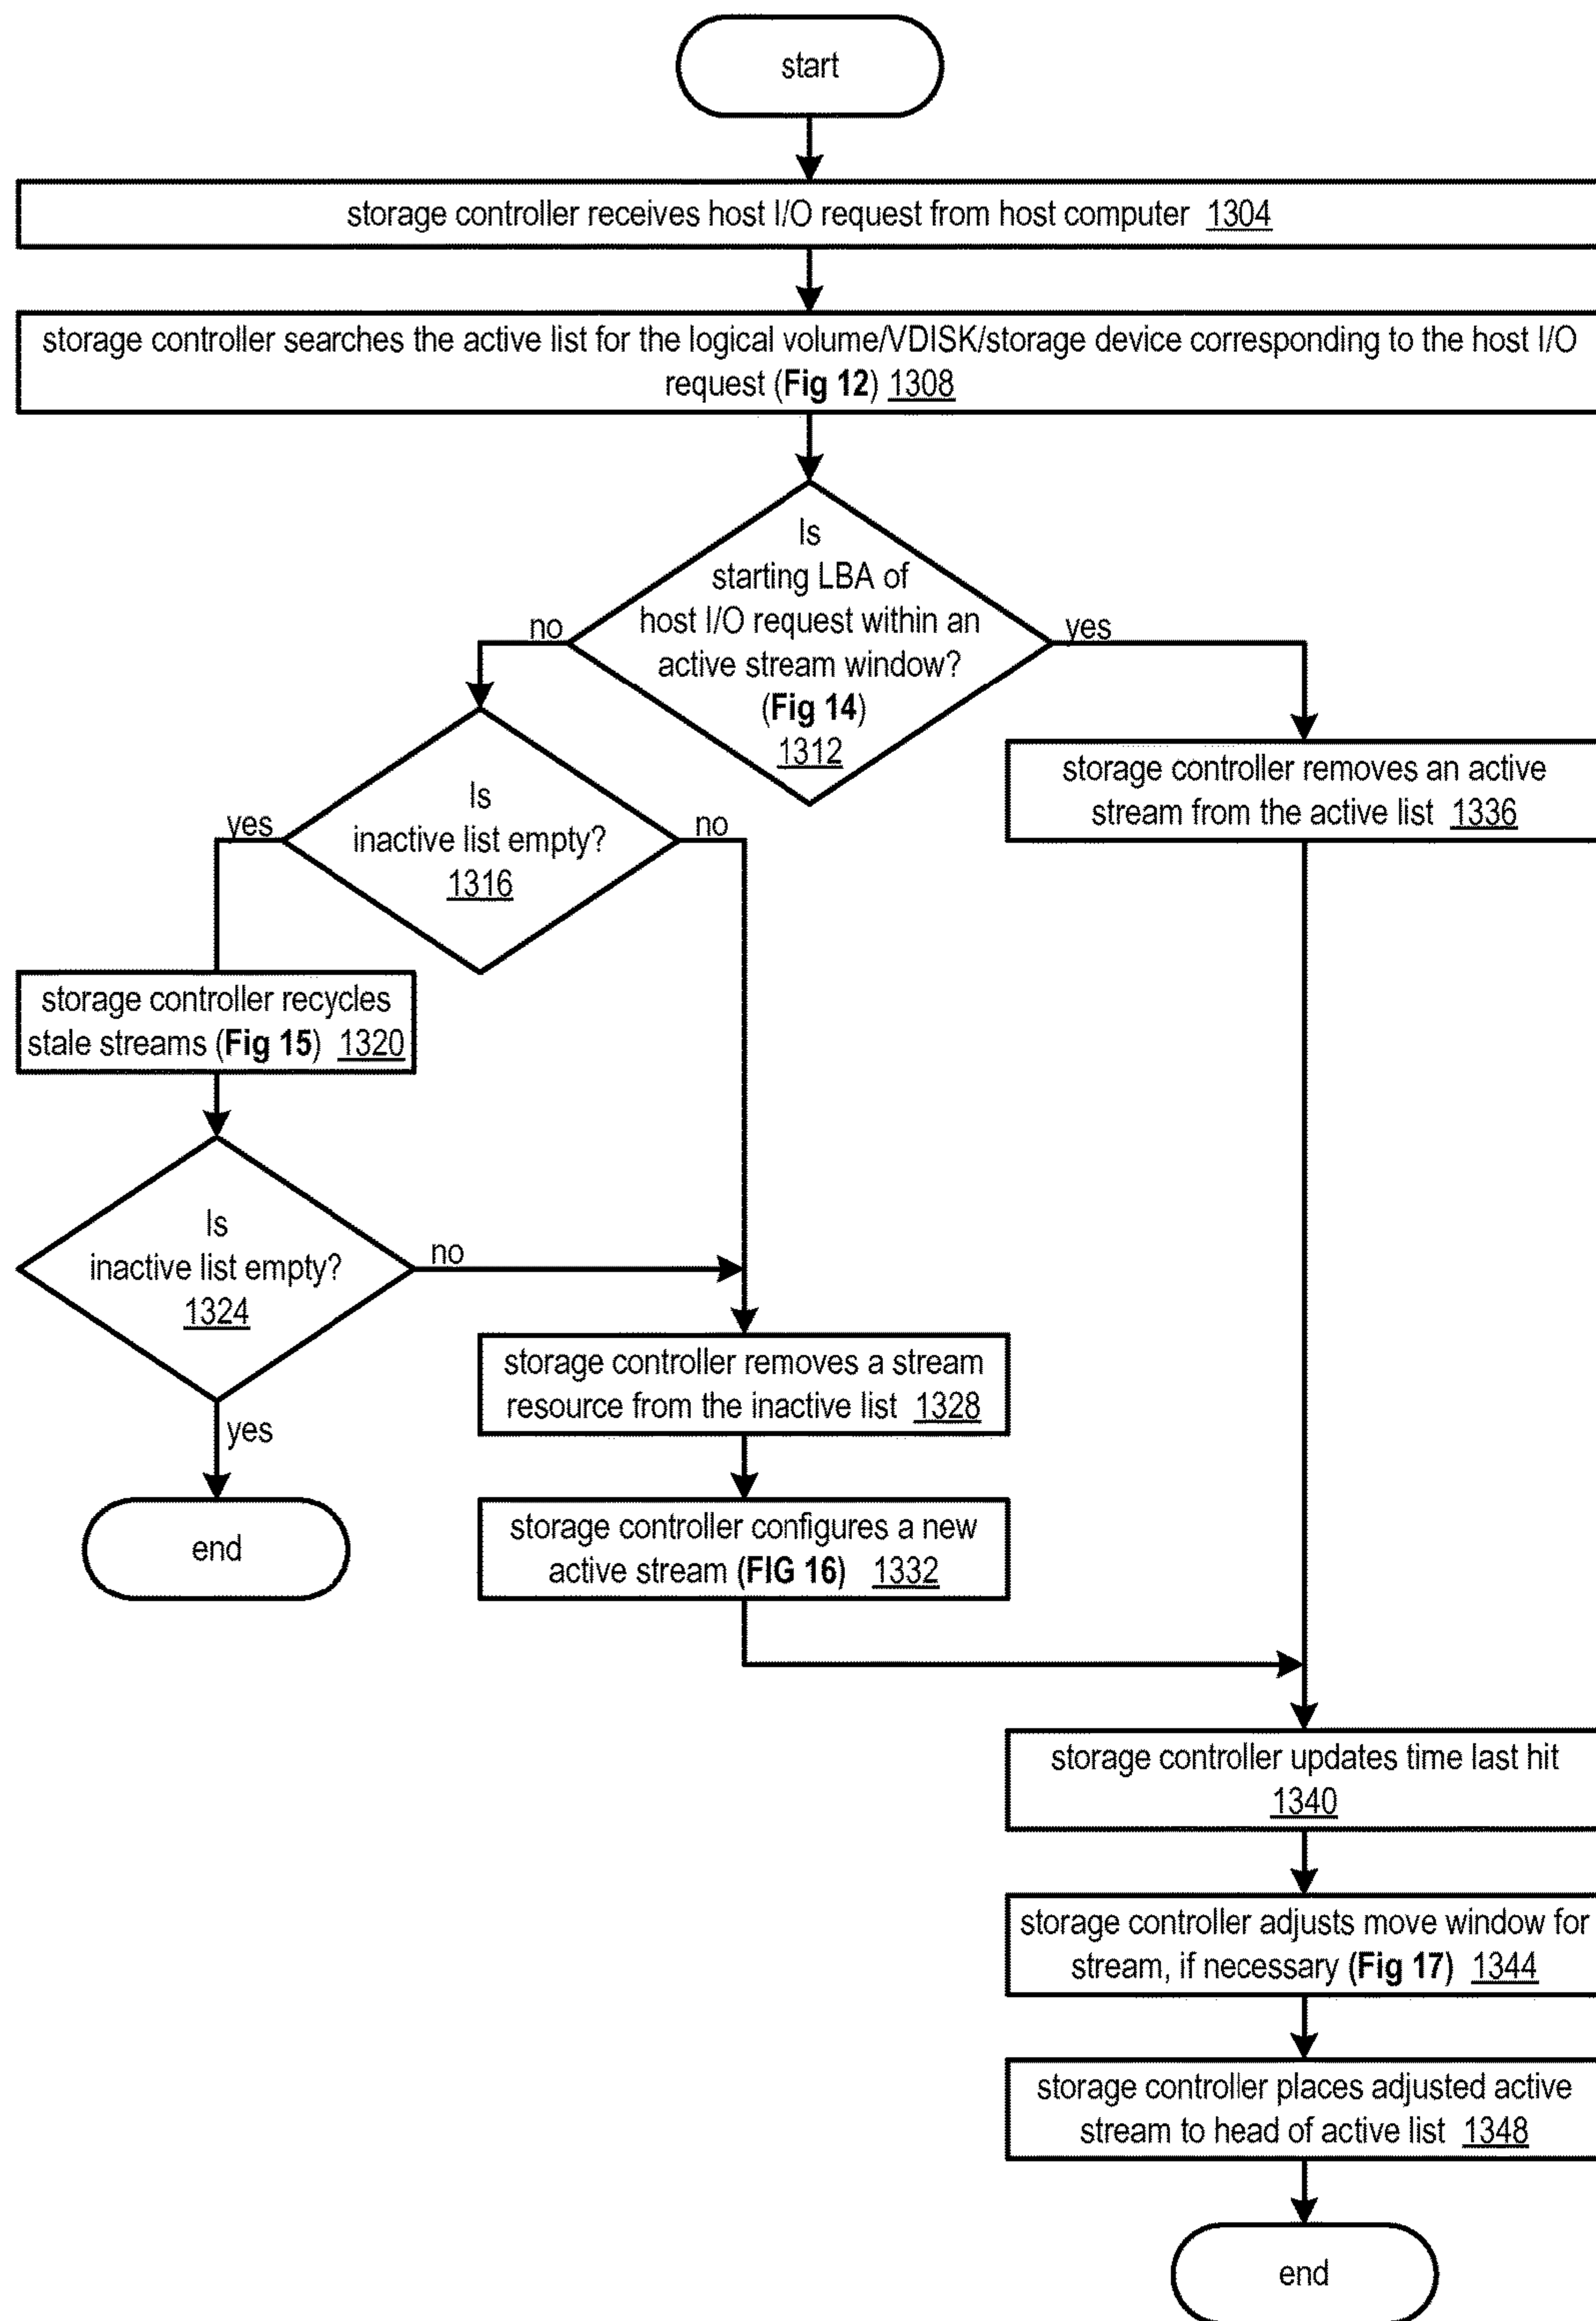 start
storage controller receives host I/O request from host computer 1304
storage controller searches the active list for the logical volume/VDISK/storage device corresponding to the host I/O
request (Fig 12) 1308
Is
starting LBA of
host I/O request within an
active stream window?
(Fig 14)
1312
no
yes
storage controller removes an active
stream from the active list 1336
Is
inactive list empty?
1316
yes
no
storage controller recycles
stale streams (Fig 15) 1320
Is
inactive list empty?
1324
no
yes
end
storage controller removes a stream
resource from the inactive list 1328
storage controller configures a new
active stream (FIG 16) 1332
storage controller updates time last hit
1340
storage controller adjusts move window for
stream, if necessary (Fig 17) 1344
storage controller places adjusted active
stream to head of active list 1348
end